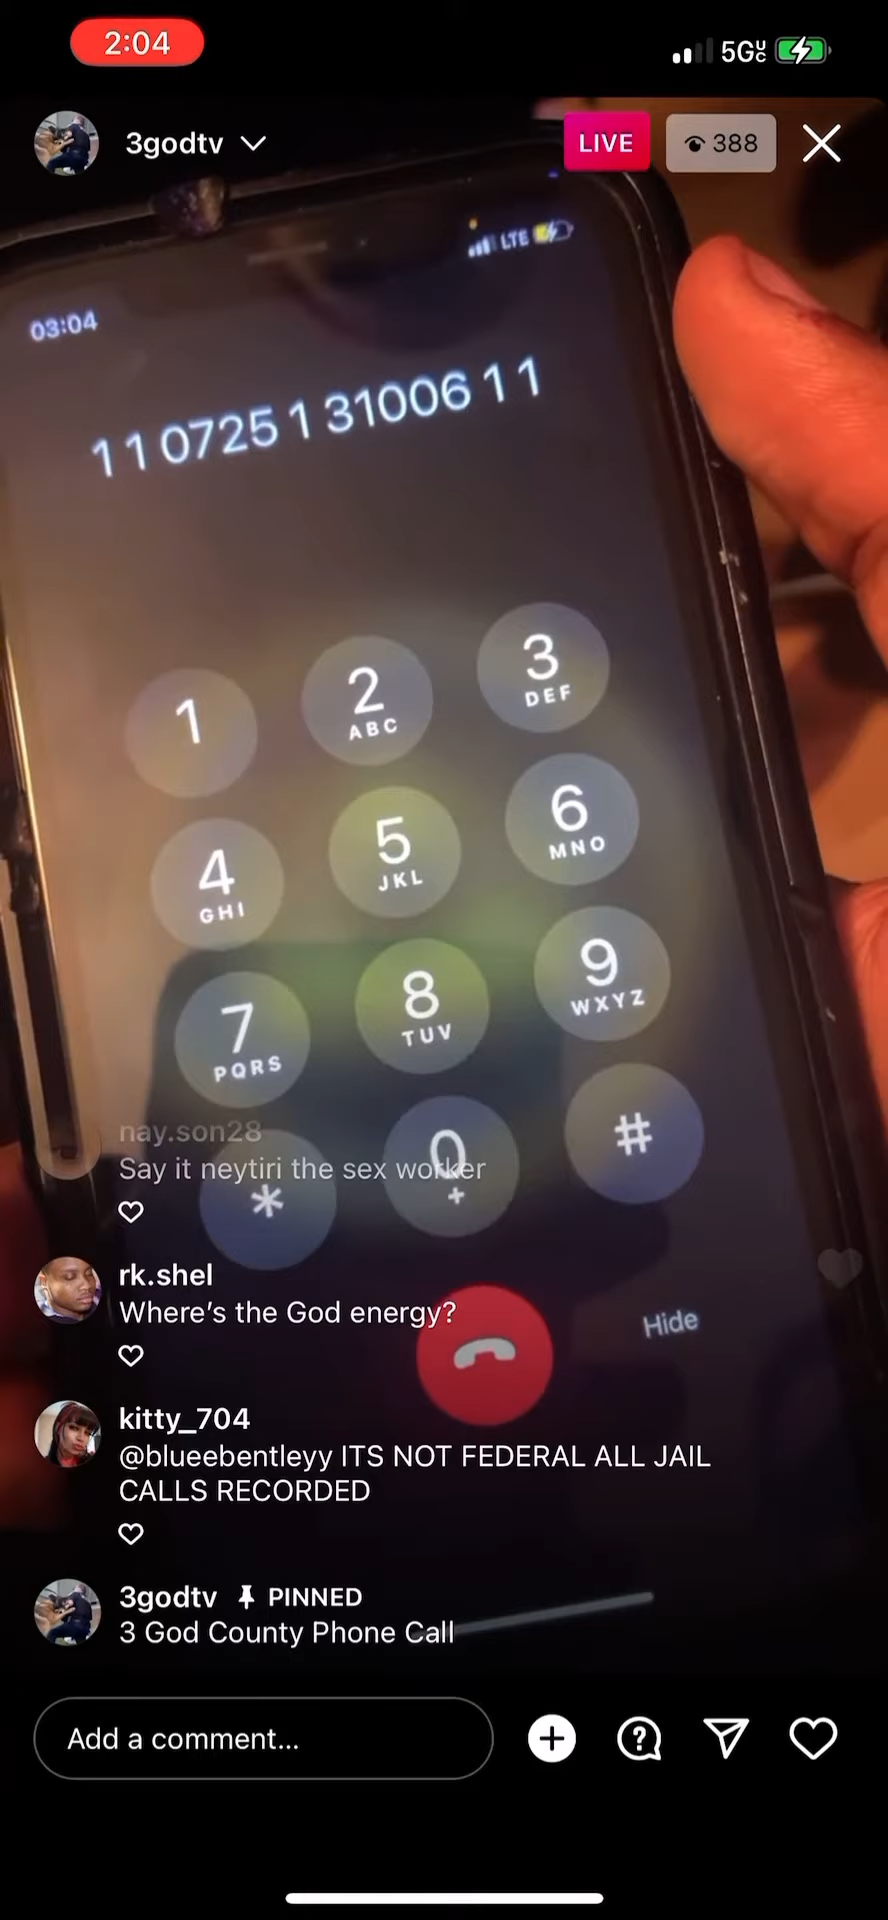 2:04
5GUC
3godtv
LIVE
388
LTE
03:04
1 1 0725 1 31006 1 1
1
2
ABC
3
DEF
4
GHI
5
JKL
6
MNO
7
PQRS
8
TUV
9
WXYZ
*
0
+
#
nay.son28
Say it neytiri the sex worker
rk.shel
Where's the God energy?
Hide
kitty_704
@blueebentleyy ITS NOT FEDERAL ALL JAIL
CALLS RECORDED
3godtv PINNED
3 God County Phone Call
Add a comment...